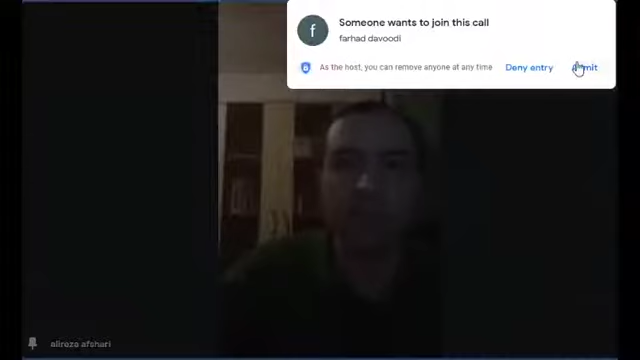 f
Someone wants to join this call
farhad davoodi
As the host, you can remove anyone at any time
Deny entry
alireza afshari